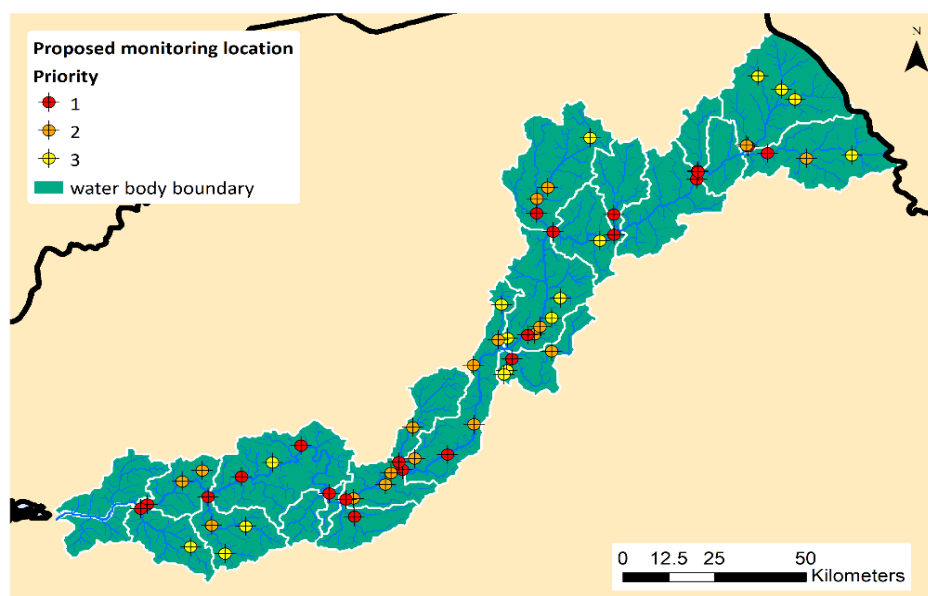 Proposed monitoring location
Priority
1
2
3
water body boundary
N
0 12.5 25 50
Kilometers